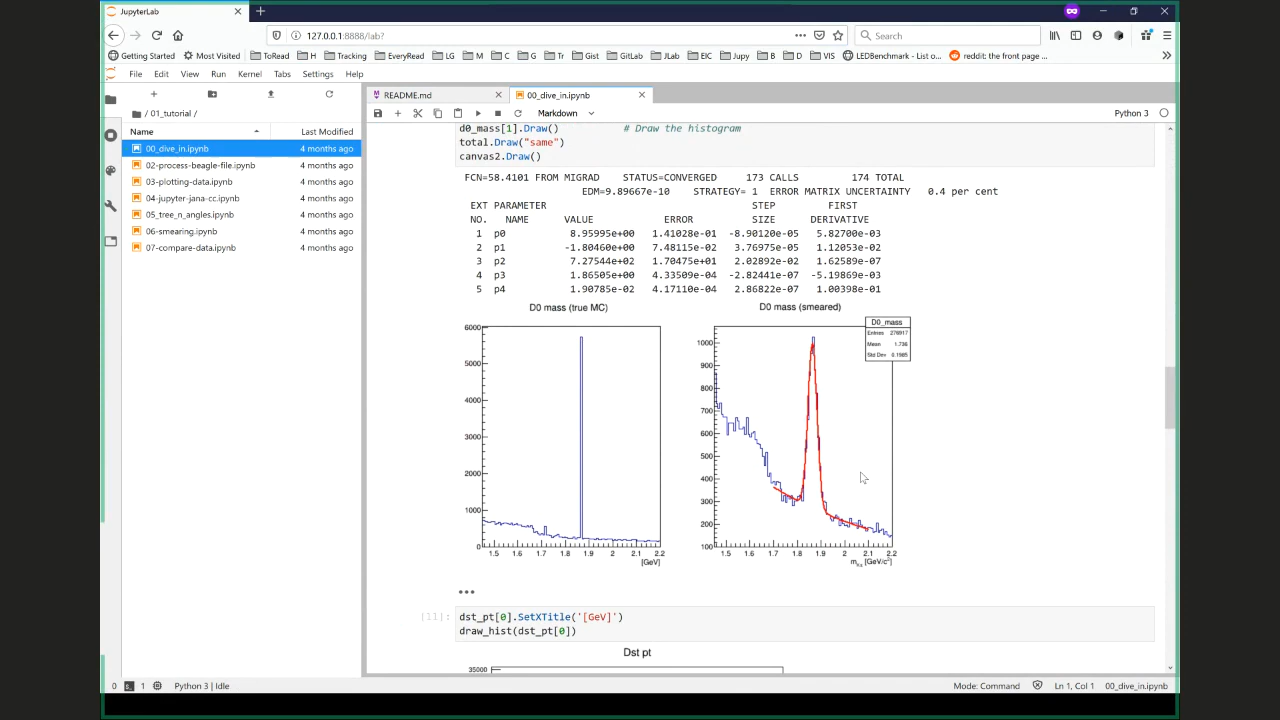 JupyterLab
127.0.0.1:8888/lab?
Search
Getting Started Most Visited ToRead H Tracking EveryRead LG M C G Tr Gist GitLab JLab EIC Jupy B D VIS LEDBenchmark - List o... reddit: the front page ...
File Edit View Run Kernel Tabs Settings Help
/ 01_tutorial /
Name Last Modified
00_dive_in.ipynb 4 months ago
02-process-beagle-file.ipynb 4 months ago
03-plotting-data.ipynb 4 months ago
04-jupyter-jana-cc.ipynb 4 months ago
05_tree_n_angles.ipynb 4 months ago
06-smearing.ipynb 4 months ago
07-compare-data.ipynb 4 months ago
README.md 00_dive_in.ipynb
Markdown Python 3
d0_mass[1].Draw() # Draw the histogram
total.Draw("same")
canvas2.Draw()
FCN=58.4101 FROM MIGRAD STATUS=CONVERGED 173 CALLS 174 TOTAL
EDM=9.89667e-10 STRATEGY= 1 ERROR MATRIX UNCERTAINTY 0.4 per cent
EXT PARAMETER STEP FIRST
NO. NAME VALUE ERROR SIZE DERIVATIVE
1 p0 8.95995e+00 1.41028e-01 -8.90120e-05 5.82700e-03
2 p1 -1.80460e+00 7.48115e-02 3.76975e-05 1.12053e-02
3 p2 7.27544e+02 1.70475e+01 2.02892e-02 1.62589e-07
4 p3 1.86505e+00 4.33509e-04 -2.82441e-07 -5.19869e-03
5 p4 1.90785e-02 4.17110e-04 2.86822e-07 1.00398e-01
D0 mass (true MC)
6000
5000
4000
3000
2000
1000
0
1.5 1.6 1.7 1.8 1.9 2 2.1 2.2
[GeV]
D0 mass (smeared)
D0_mass
Entries 276917
Mean 1.736
Std Dev 0.1985
1000
900
800
700
600
500
400
300
200
100
1.5 1.6 1.7 1.8 1.9 2 2.1 2.2
[GeV/c²]
•••
[11]: dst_pt[0].SetXTitle('[GeV]')
draw_hist(dst_pt[0])
Dst pt
35000
0 1 Python 3 | Idle Mode: Command Ln 1, Col 1 00_dive_in.ipynb